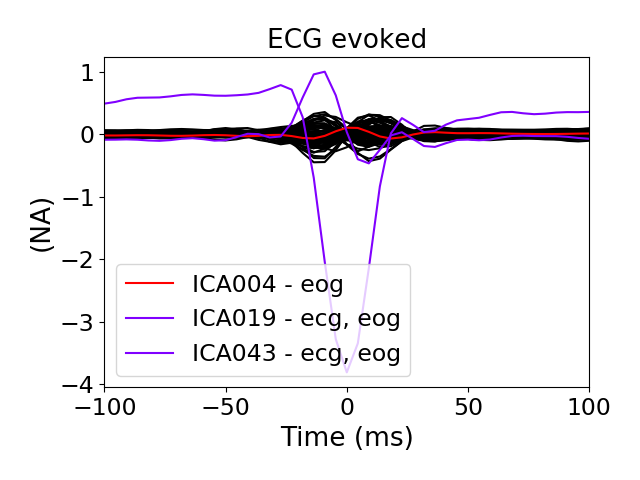 ECG evoked
1
0
−1
−2
−3
−4
(NA)
ICA004 - eog
ICA019 - ecg, eog
ICA043 - ecg, eog
−100
−50
0
50
100
Time (ms)